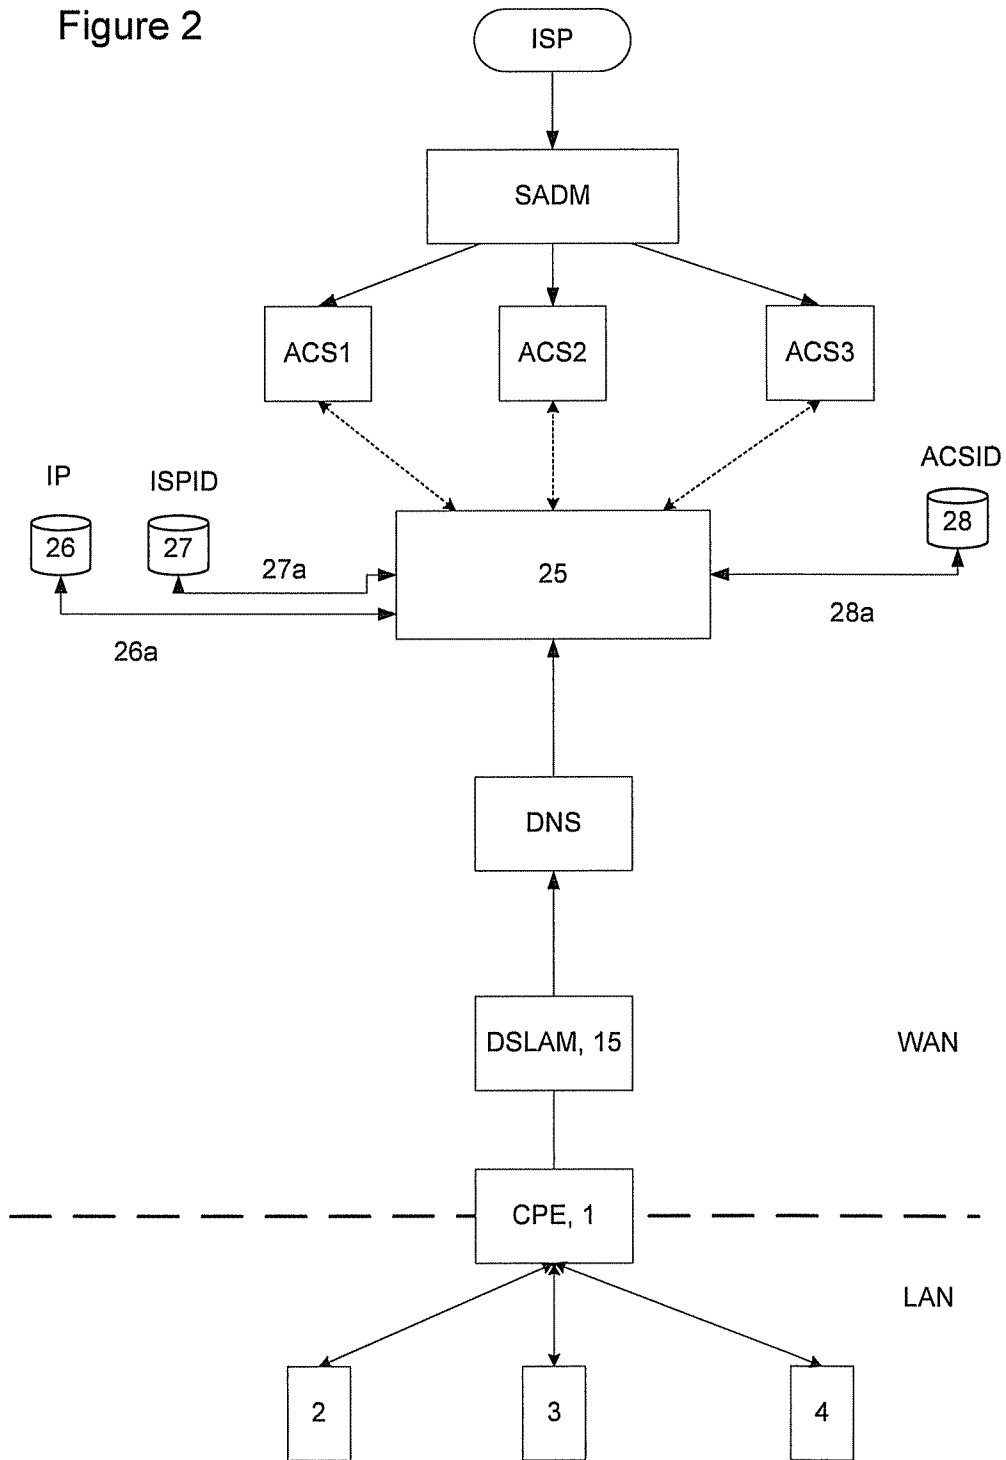 Figure 2
ISP
SADM
ACS1
ACS2
ACS3
IP
ISPID
ACSID
26
27
28
27a
25
28a
26a
DNS
DSLAM, 15
WAN
CPE, 1
LAN
2
3
4